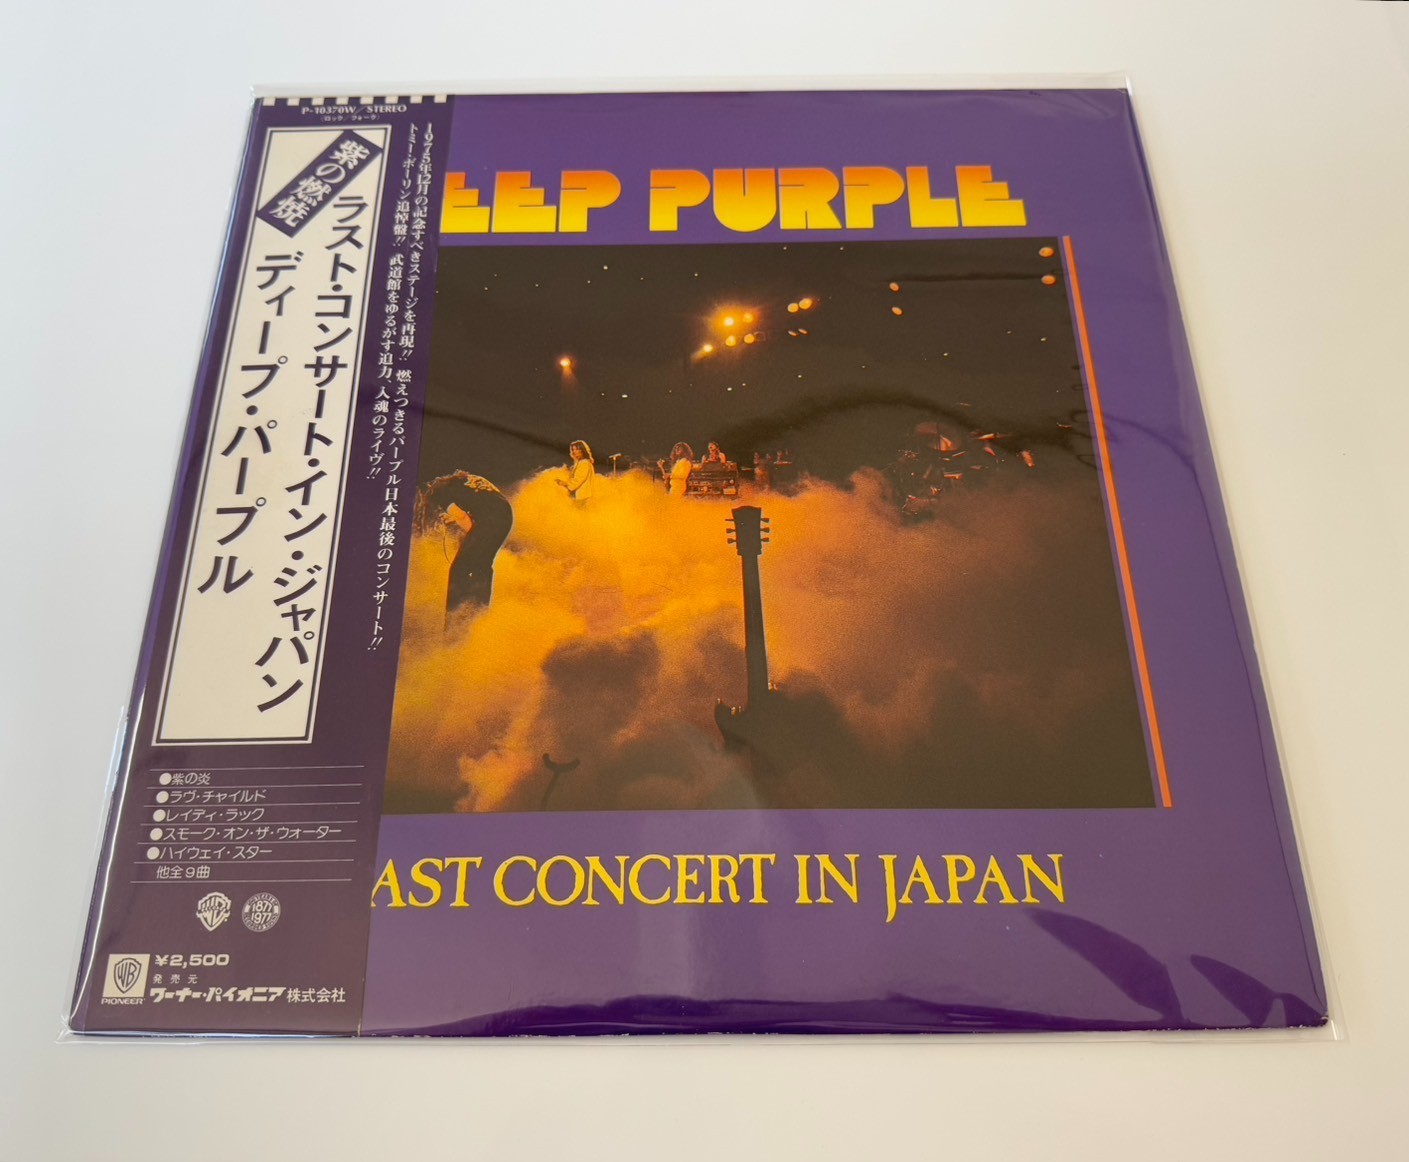 P-10370W/STEREO
(ロック/ウォーナ)
紫の燃焼
ラスト・コンサート・イン・ジャパン
ディープ・パープル
1975年12月の記念すべきステージを再現!! 燃えつきるパープル日本最後のコンサート!!
トミー・ボーリン追悼盤!! 武道館をゆるがす迫力、入魂のライヴ!!
●紫の炎
●ラヴ・チャイルド
●レイディ・ラック
●スモーク・オン・ザ・ウォーター
●ハイウェイ・スター
他全9曲
1877
1977
WB
PIONEER
¥2,500
発売元
ワーナー・パイオニア株式会社
EEP PURPLE
AST CONCERT IN JAPAN